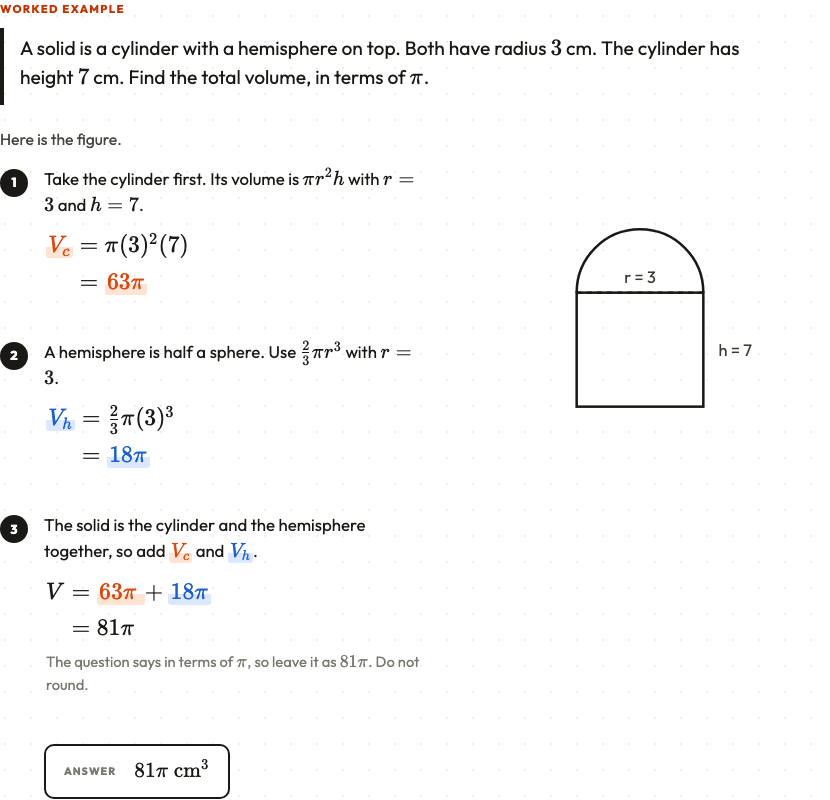 WORKED EXAMPLE
A solid is a cylinder with a hemisphere on top. Both have radius 3 cm. The cylinder has
height 7 cm. Find the total volume, in terms of π.
Here is the figure.
1 Take the cylinder first. Its volume is πr²h with r =
3 and h = 7.
V_c = π(3)²(7)
= 63π
r = 3
2 A hemisphere is half a sphere. Use 2/3 πr³ with r =
3.
h = 7
V_h = 2/3 π(3)³
= 18π
3 The solid is the cylinder and the hemisphere
together, so add V_c and V_h.
V = 63π + 18π
= 81π
The question says in terms of π, so leave it as 81π. Do not
round.
ANSWER 81π cm³